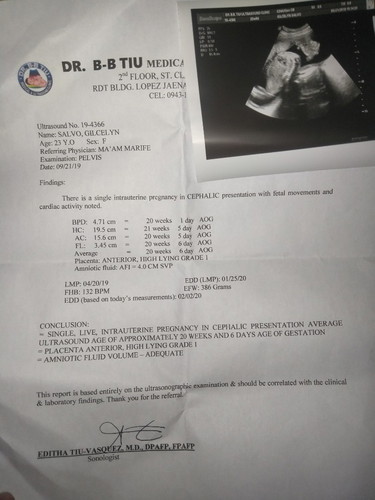 DR. B-B TIU MEDICA
2nd FLOOR, ST. CL
RDT BLDG. LOPEZ JAENA
CEL: 0943-1
Ultrasound No. 19-4366
Name: SALVO, GILCELYN
Age: 23 Y.O Sex: F
Referring Physician: MA'AM MARIFE
Examination: PELVIS
Date: 09/21/19
Findings:
There is a single intrauterine pregnancy in CEPHALIC presentation with fetal movements and
cardiac activity noted.
BPD: 4.71 cm = 20 weeks 1 day AOG
HC: 19.5 cm = 21 weeks 5 day AOG
AC: 15.6 cm = 20 weeks 5 day AOG
FL: 3.45 cm = 20 weeks 6 day AOG
Average = 20 weeks 6 day AOG
Placenta: ANTERIOR, HIGH LYING GRADE 1
Amniotic fluid: AFI = 4.0 CM SVP
LMP: 04/20/19 EDD (LMP): 01/25/20
FHB: 132 BPM EFW: 386 Grams
EDD (based on today's measurements): 02/02/20
CONCLUSION:
= SINGLE, LIVE, INTRAUTERINE PREGNANCY IN CEPHALIC PRESENTATION AVERAGE
ULTRASOUND AGE OF APPROXIMATELY 20 WEEKS AND 6 DAYS AGE OF GESTATION
= PLACENTA ANTERIOR, HIGH LYING GRADE 1
= AMNIOTIC FLUID VOLUME – ADEQUATE
This report is based entirely on the ultrasonographic examination & should be correlated with the clinical
& laboratory findings. Thank you for the referral.
EDITHA TIU-VASQUEZ, M.D., DPAFP, FPAFP
Sonologist